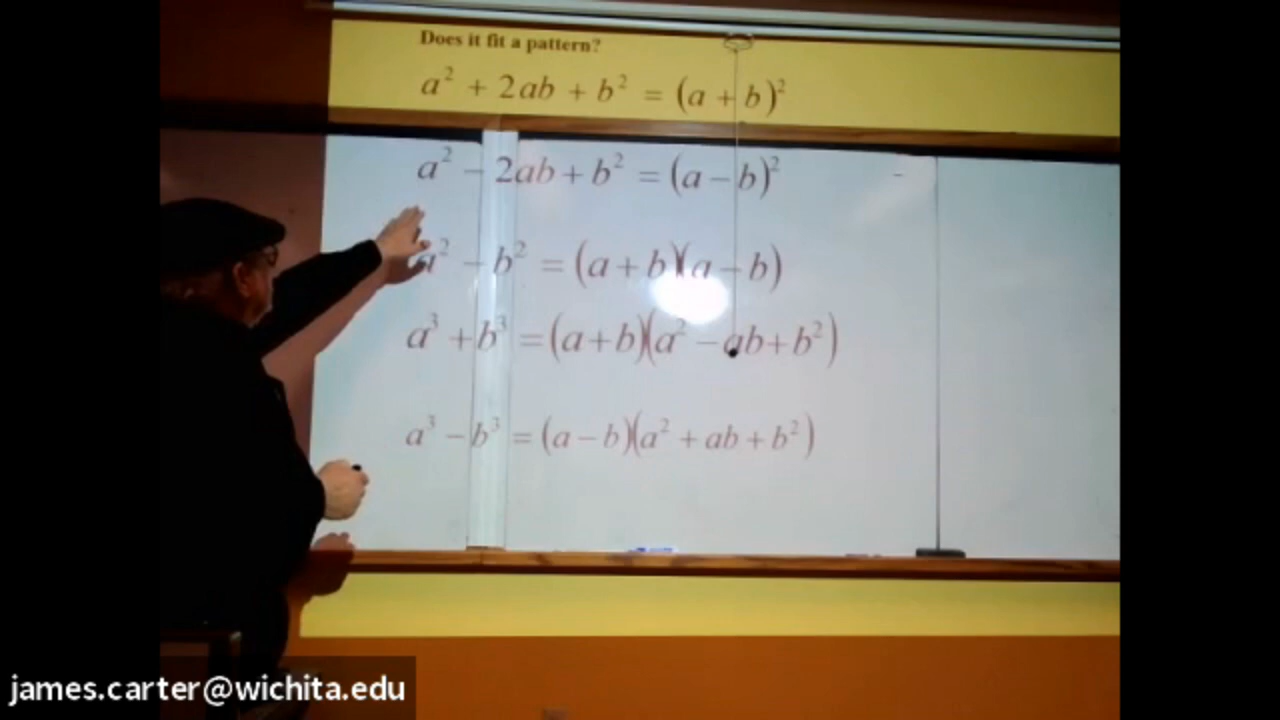 Does it fit a pattern?
a² + 2ab + b² = (a + b)²
a² − 2ab + b² = (a − b)²
a² − b² = (a + b)(a − b)
a³ + b³ = (a + b)(a² − ab + b²)
a³ − b³ = (a − b)(a² + ab + b²)
james.carter@wichita.edu